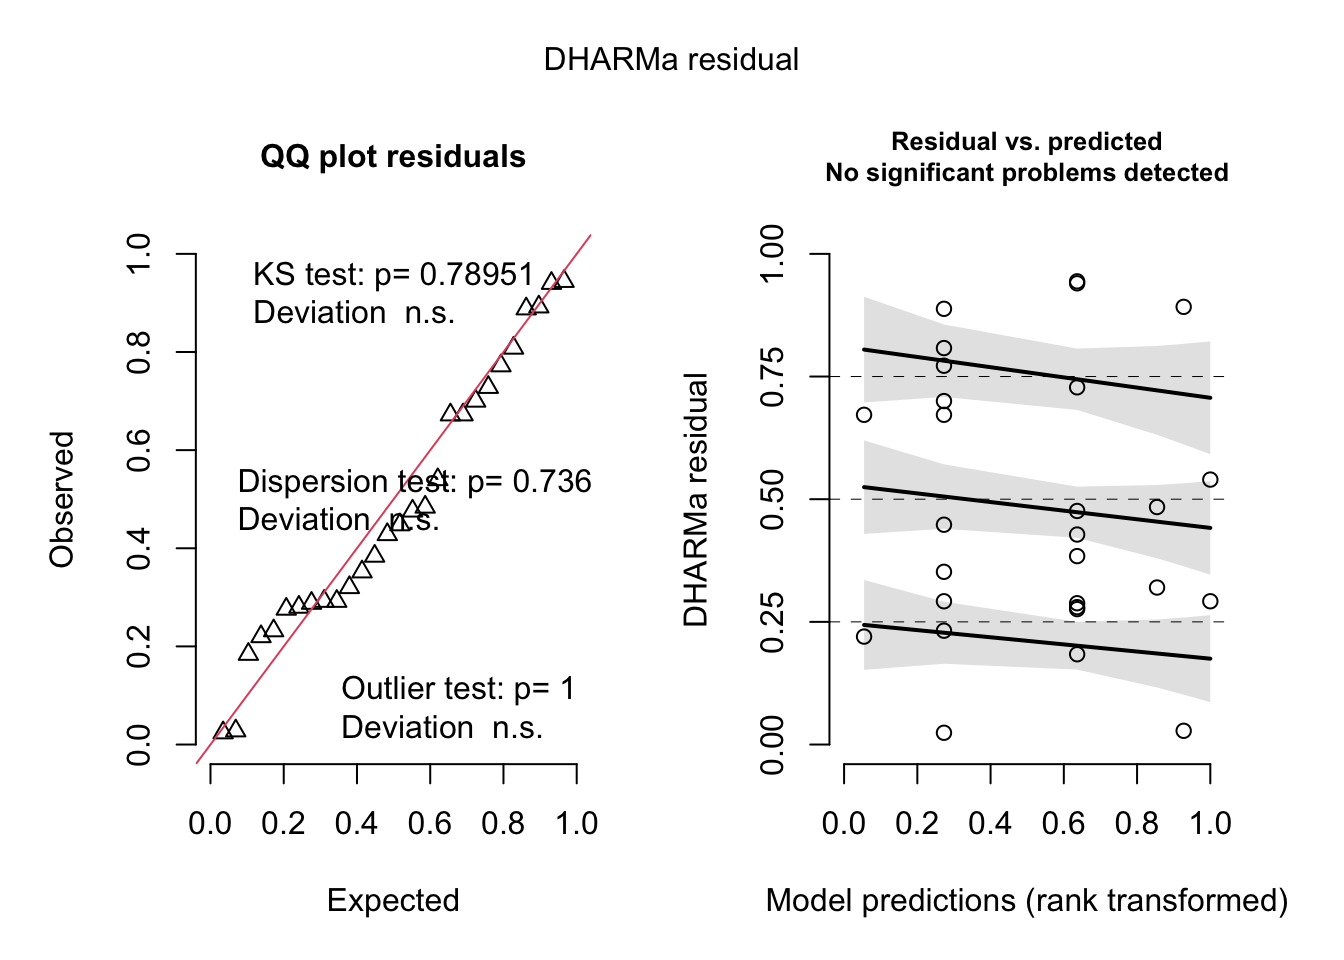 DHARMa residual
QQ plot residuals
KS test: p= 0.78951
Deviation  n.s.
Dispersion test: p= 0.736
Deviation  n.s.
Outlier test: p= 1
Deviation  n.s.
Observed
0.0
0.2
0.4
0.6
0.8
1.0
0.0 0.2 0.4 0.6 0.8 1.0
Expected
Residual vs. predicted
No significant problems detected
DHARMa residual
0.00
0.25
0.50
0.75
1.00
0.0 0.2 0.4 0.6 0.8 1.0
Model predictions (rank transformed)